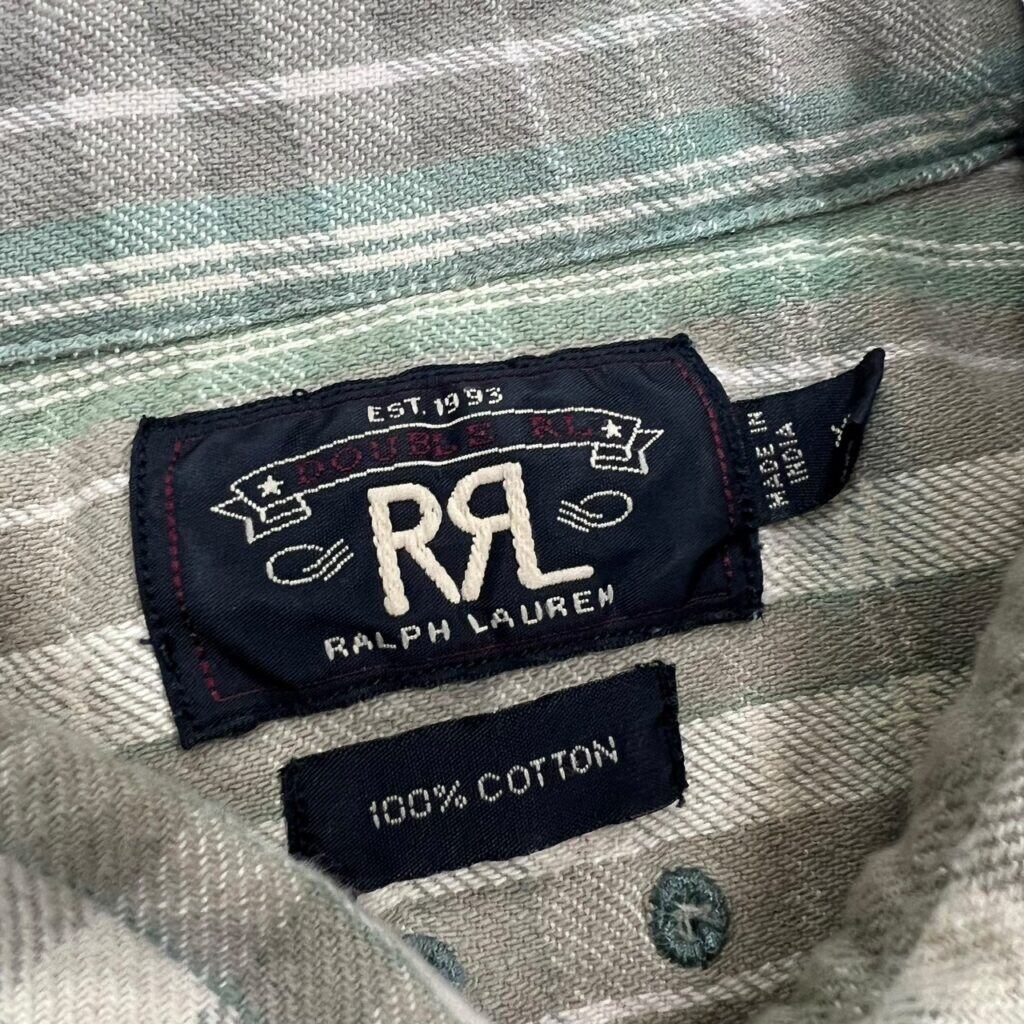 EST. 1993
DOUBLE RL
RRL
RALPH LAUREN
MADE IN
INDIA
100% COTTON